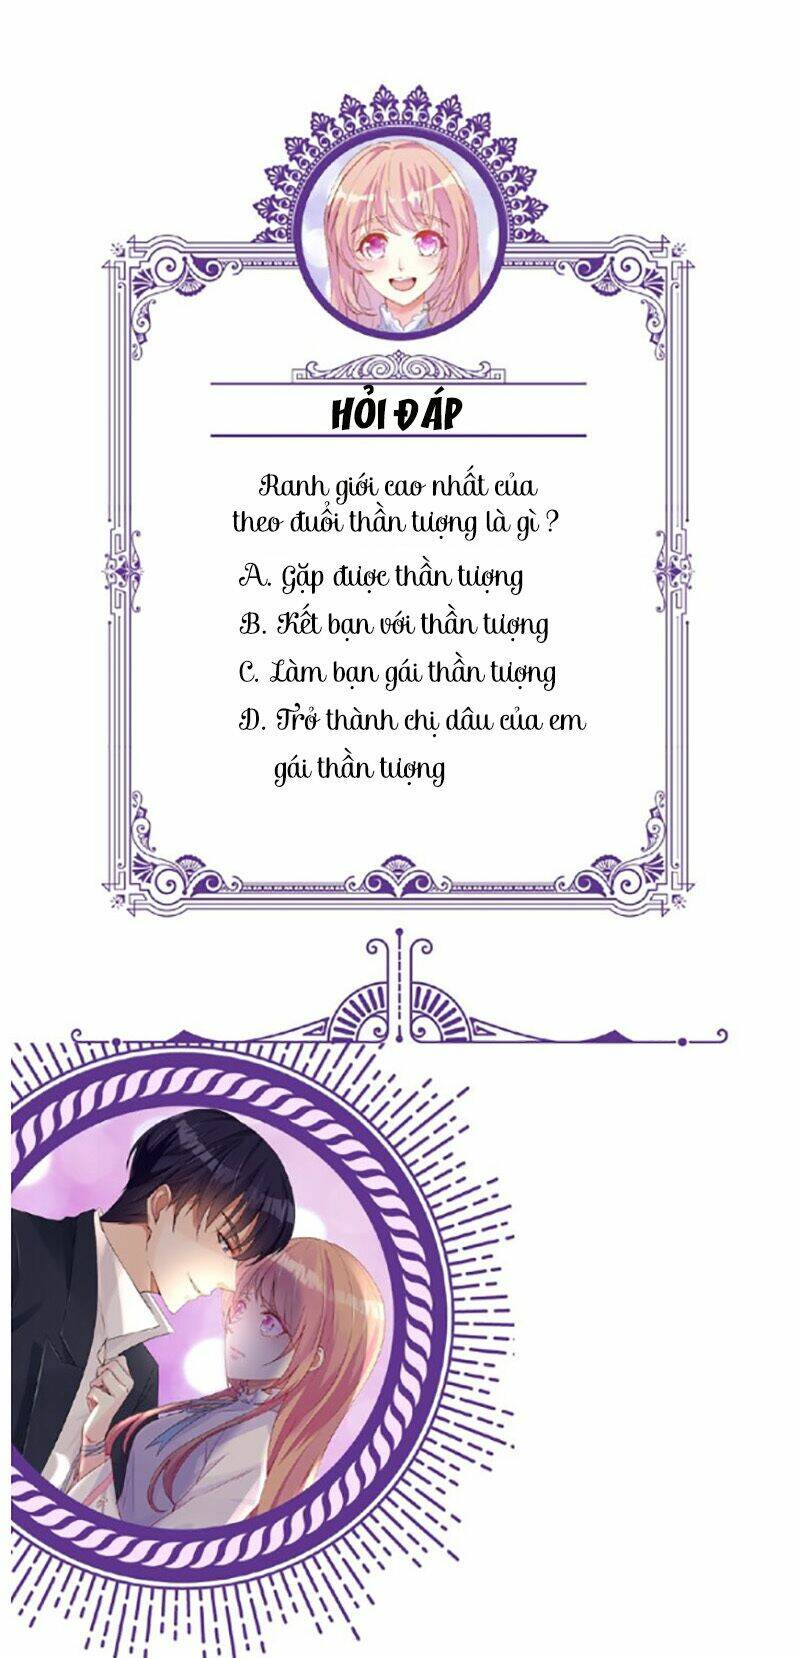 HỎI ĐÁP
Ranh giới cao nhất của
theo đuổi thần tượng là gì ?
A. Gặp được thần tượng
B. Kết bạn với thần tượng
C. Làm bạn gái thần tượng
D. Trở thành chị dâu của em
gái thần tượng